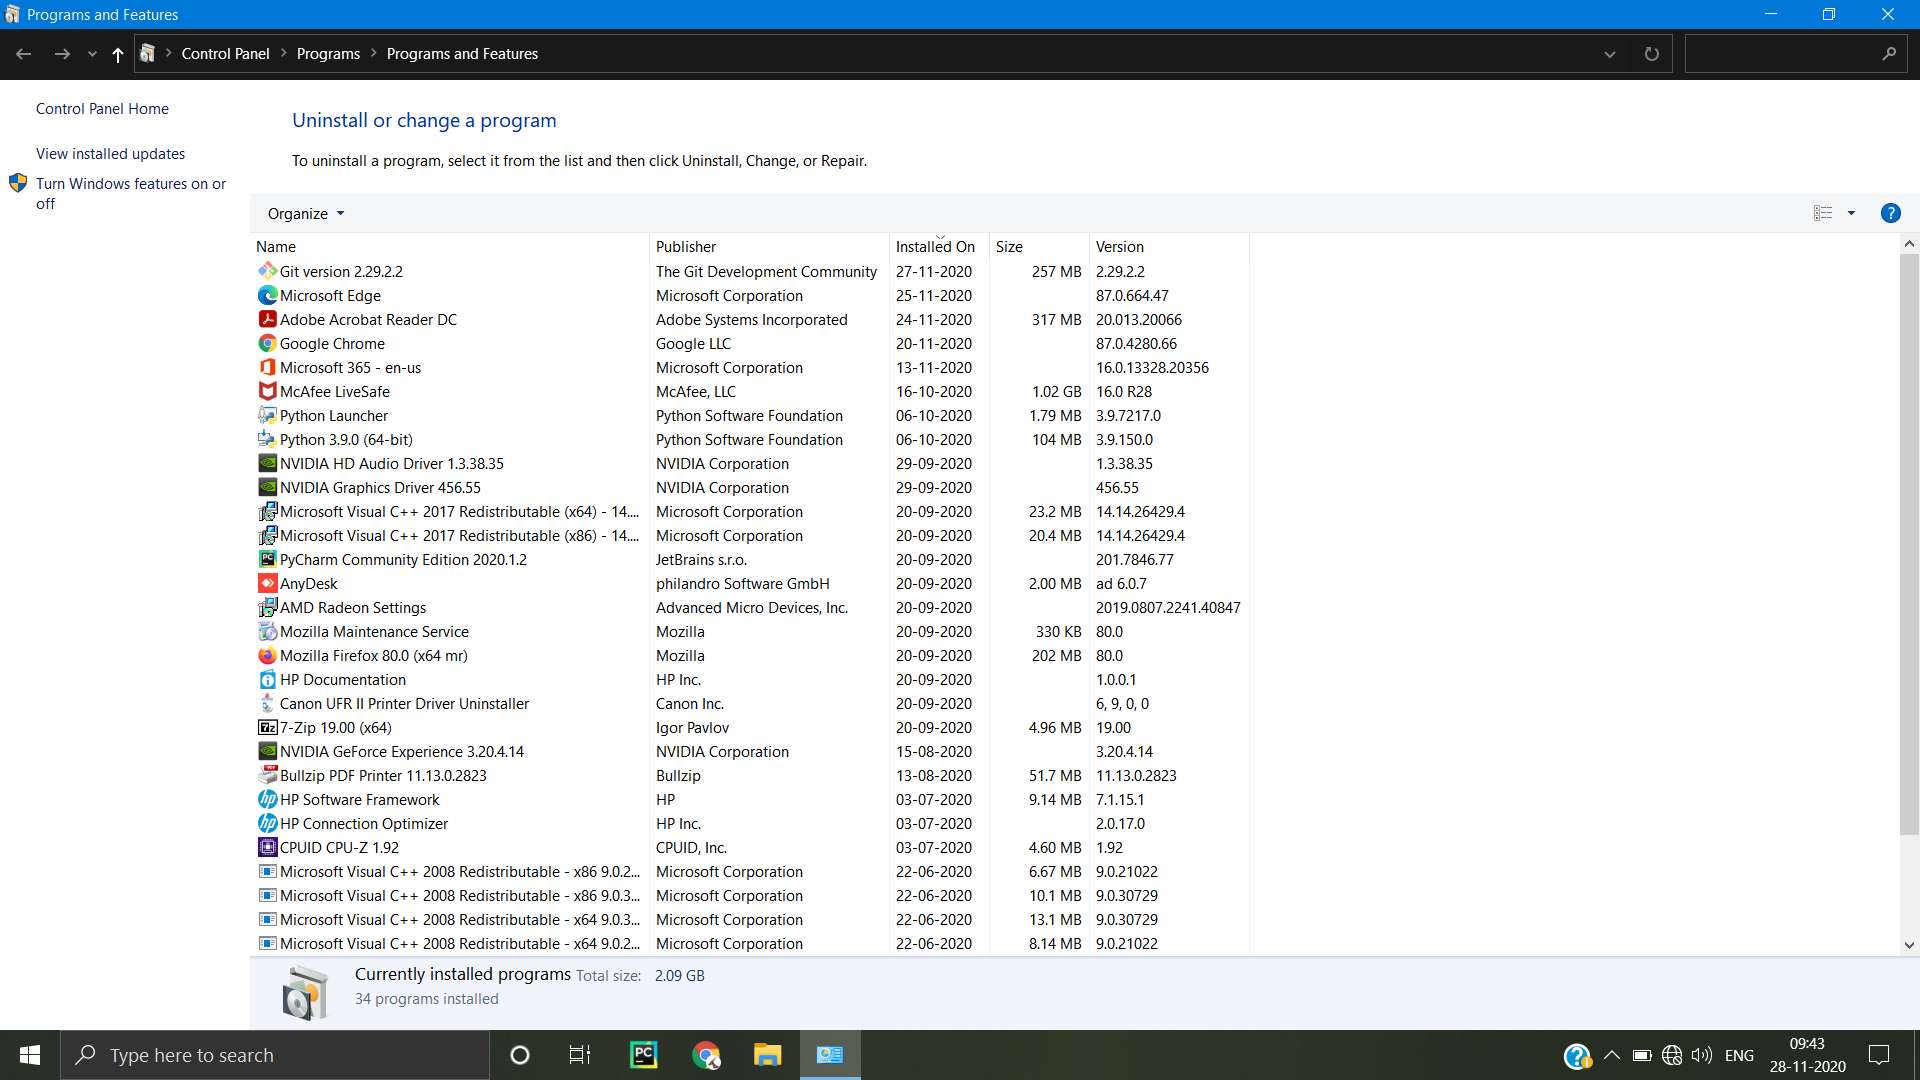 Programs and Features
Control Panel > Programs > Programs and Features
Control Panel Home
View installed updates
Turn Windows features on or
off
Uninstall or change a program
To uninstall a program, select it from the list and then click Uninstall, Change, or Repair.
Organize
Name Publisher Installed On Size Version
Git version 2.29.2.2 The Git Development Community 27-11-2020 257 MB 2.29.2.2
Microsoft Edge Microsoft Corporation 25-11-2020 87.0.664.47
Adobe Acrobat Reader DC Adobe Systems Incorporated 24-11-2020 317 MB 20.013.20066
Google Chrome Google LLC 20-11-2020 87.0.4280.66
Microsoft 365 - en-us Microsoft Corporation 13-11-2020 16.0.13328.20356
McAfee LiveSafe McAfee, LLC 16-10-2020 1.02 GB 16.0 R28
Python Launcher Python Software Foundation 06-10-2020 1.79 MB 3.9.7217.0
Python 3.9.0 (64-bit) Python Software Foundation 06-10-2020 104 MB 3.9.150.0
NVIDIA HD Audio Driver 1.3.38.35 NVIDIA Corporation 29-09-2020 1.3.38.35
NVIDIA Graphics Driver 456.55 NVIDIA Corporation 29-09-2020 456.55
Microsoft Visual C++ 2017 Redistributable (x64) - 14.... Microsoft Corporation 20-09-2020 23.2 MB 14.14.26429.4
Microsoft Visual C++ 2017 Redistributable (x86) - 14.... Microsoft Corporation 20-09-2020 20.4 MB 14.14.26429.4
PyCharm Community Edition 2020.1.2 JetBrains s.r.o. 20-09-2020 201.7846.77
AnyDesk philandro Software GmbH 20-09-2020 2.00 MB ad 6.0.7
AMD Radeon Settings Advanced Micro Devices, Inc. 20-09-2020 2019.0807.2241.40847
Mozilla Maintenance Service Mozilla 20-09-2020 330 KB 80.0
Mozilla Firefox 80.0 (x64 mr) Mozilla 20-09-2020 202 MB 80.0
HP Documentation HP Inc. 20-09-2020 1.0.0.1
Canon UFR II Printer Driver Uninstaller Canon Inc. 20-09-2020 6, 9, 0, 0
7-Zip 19.00 (x64) Igor Pavlov 20-09-2020 4.96 MB 19.00
NVIDIA GeForce Experience 3.20.4.14 NVIDIA Corporation 15-08-2020 3.20.4.14
Bullzip PDF Printer 11.13.0.2823 Bullzip 13-08-2020 51.7 MB 11.13.0.2823
HP Software Framework HP 03-07-2020 9.14 MB 7.1.15.1
HP Connection Optimizer HP Inc. 03-07-2020 2.0.17.0
CPUID CPU-Z 1.92 CPUID, Inc. 03-07-2020 4.60 MB 1.92
Microsoft Visual C++ 2008 Redistributable - x86 9.0.2... Microsoft Corporation 22-06-2020 6.67 MB 9.0.21022
Microsoft Visual C++ 2008 Redistributable - x86 9.0.3... Microsoft Corporation 22-06-2020 10.1 MB 9.0.30729
Microsoft Visual C++ 2008 Redistributable - x64 9.0.3... Microsoft Corporation 22-06-2020 13.1 MB 9.0.30729
Microsoft Visual C++ 2008 Redistributable - x64 9.0.2... Microsoft Corporation 22-06-2020 8.14 MB 9.0.21022
Currently installed programs Total size: 2.09 GB
34 programs installed
Type here to search
ENG
09:43
28-11-2020